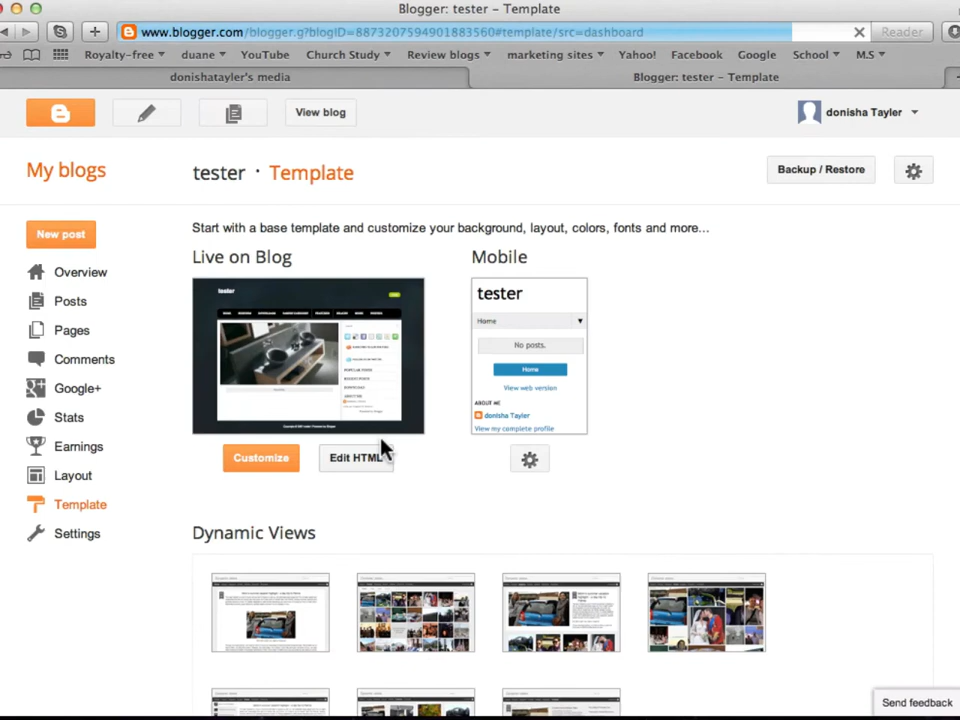 Blogger: tester - Template
www.blogger.com/blogger.g?blogID=8873207594901883560#template/src=dashboard
Reader
Royalty-free duane YouTube Church Study Review blogs marketing sites Yahoo! Facebook Google School M.S
donishatayler's media
Blogger: tester - Template
View blog
donisha Tayler
My blogs
tester · Template
Backup / Restore
New post
Start with a base template and customize your background, layout, colors, fonts and more...
Overview
Posts
Pages
Comments
Google+
Stats
Earnings
Layout
Template
Settings
Live on Blog
Mobile
tester
tester
Home
No posts.
Home
View web version
ABOUT ME
donisha Tayler
View my complete profile
Customize
Edit HTML
Dynamic Views
Send feedback